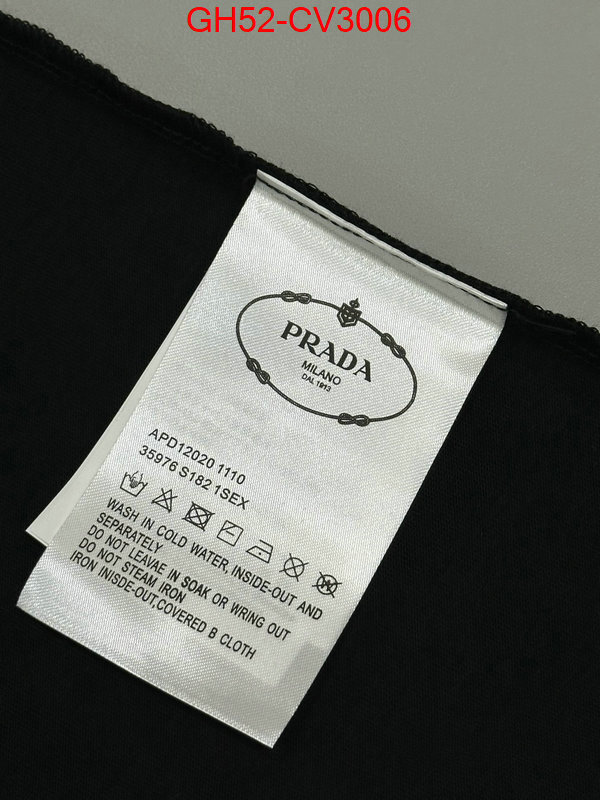 GH52-CV3006
PRADA
MILANO
DAL 1913
APD12020 1110
35976 S182 1SEX
WASH IN COLD WATER, INSIDE-OUT AND
SEPARATELY
DO NOT LEAVAE IN SOAK OR WRING OUT
DO NOT STEAM IRON
IRON INISDE-OUT,COVERED B CLOTH